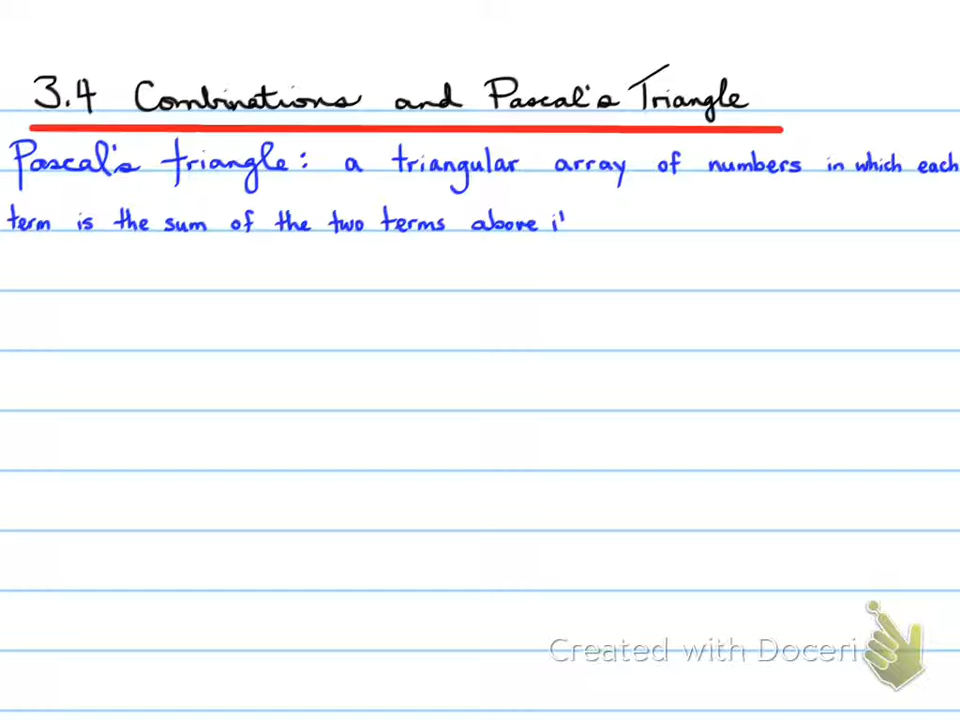 3.4 Combinations and Pascal's Triangle
Pascal's triangle: a triangular array of numbers in which each
term is the sum of the two terms above i'
Created with Doceri